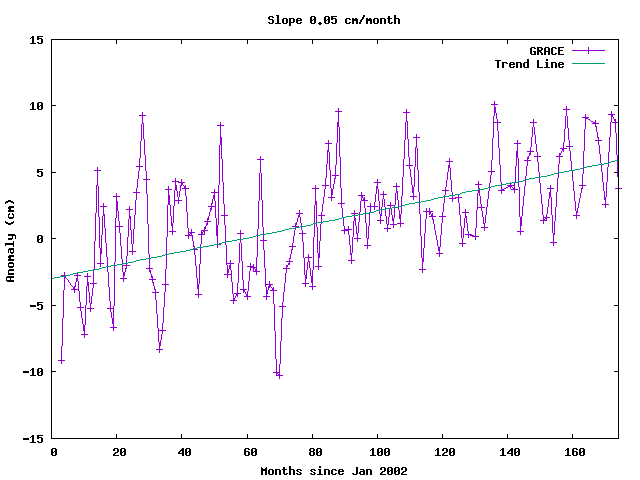 Slope 0.05 cm/month
GRACE
Trend Line
15
10
5
0
-5
-10
-15
Anomaly (cm)
0 20 40 60 80 100 120 140 160
Months since Jan 2002